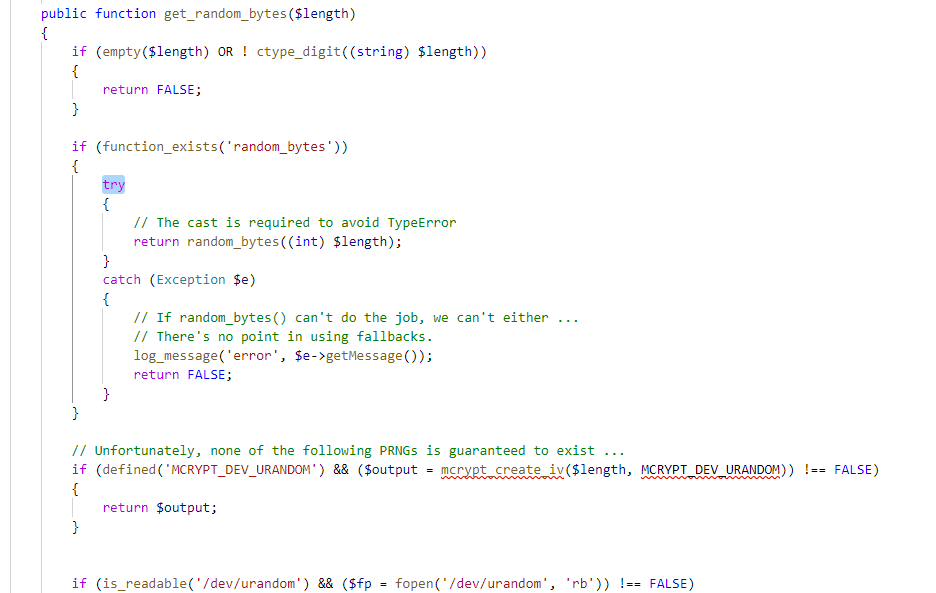 public function get_random_bytes($length)
{
if (empty($length) OR ! ctype_digit((string) $length))
{
return FALSE;
}
if (function_exists('random_bytes'))
{
try
{
// The cast is required to avoid TypeError
return random_bytes((int) $length);
}
catch (Exception $e)
{
// If random_bytes() can't do the job, we can't either ...
// There's no point in using fallbacks.
log_message('error', $e->getMessage());
return FALSE;
}
}
// Unfortunately, none of the following PRNGs is guaranteed to exist ...
if (defined('MCRYPT_DEV_URANDOM') && ($output = mcrypt_create_iv($length, MCRYPT_DEV_URANDOM)) !== FALSE)
{
return $output;
}
if (is_readable('/dev/urandom') && ($fp = fopen('/dev/urandom', 'rb')) !== FALSE)